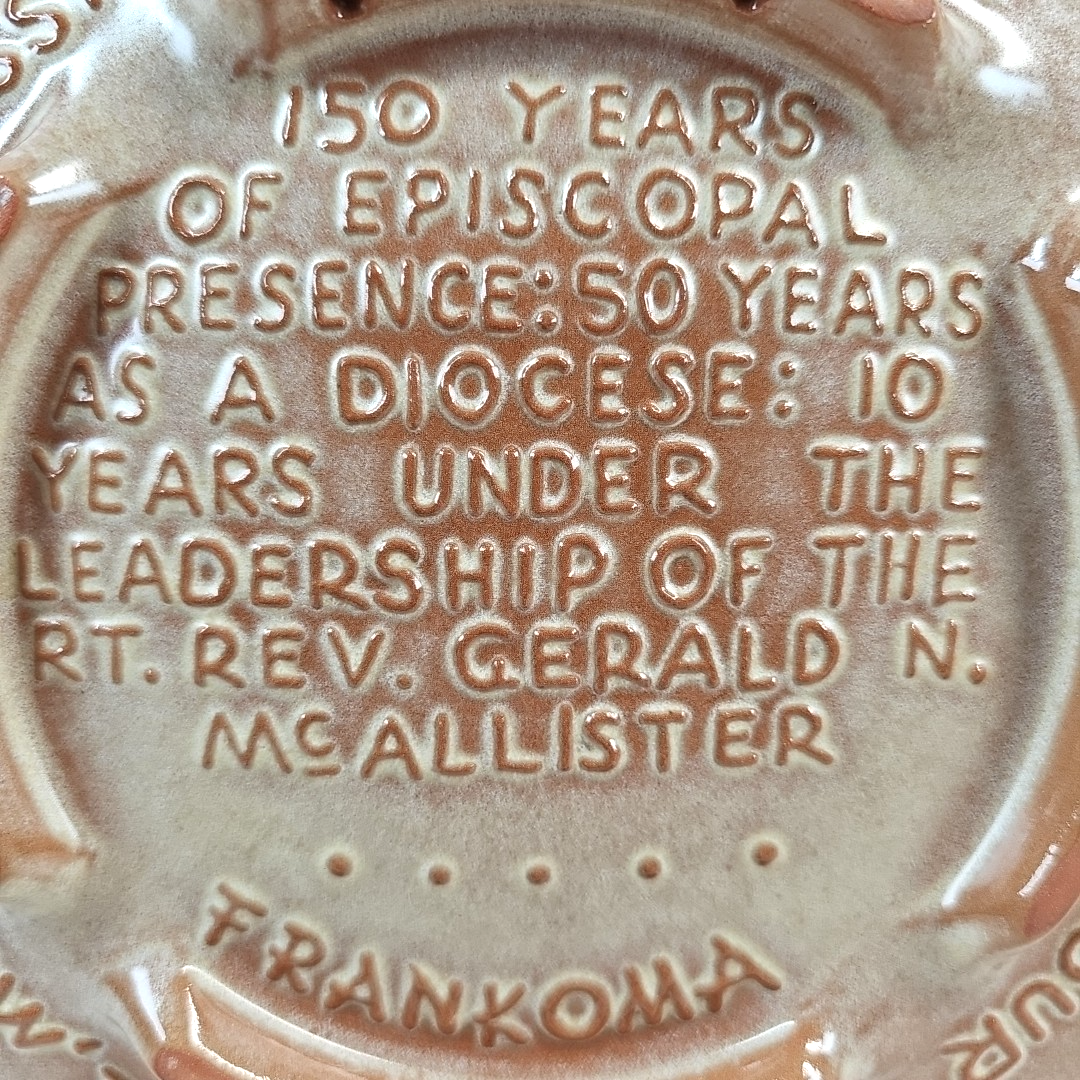 150 YEARS
OF EPISCOPAL
PRESENCE: 50 YEARS
AS A DIOCESE: 10
YEARS UNDER THE
LEADERSHIP OF THE
RT. REV. GERALD N.
McALLISTER
FRANKOMA